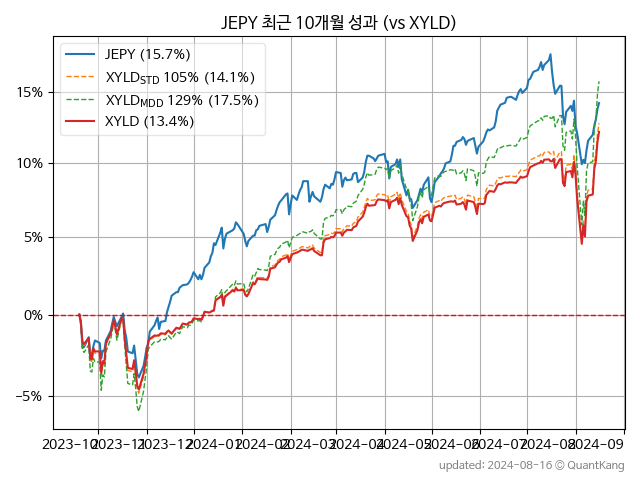 JEPY 최근 10개월 성과 (vs XYLD)
JEPY (15.7%)
XYLDSTD 105% (14.1%)
XYLDMDD 129% (17.5%)
XYLD (13.4%)
15%
10%
5%
0%
−5%
2023−10 2023−11 2023−12 2024−01 2024−02 2024−03 2024−04 2024−05 2024−06 2024−07 2024−08 2024−09
updated: 2024-08-16 © QuantKang